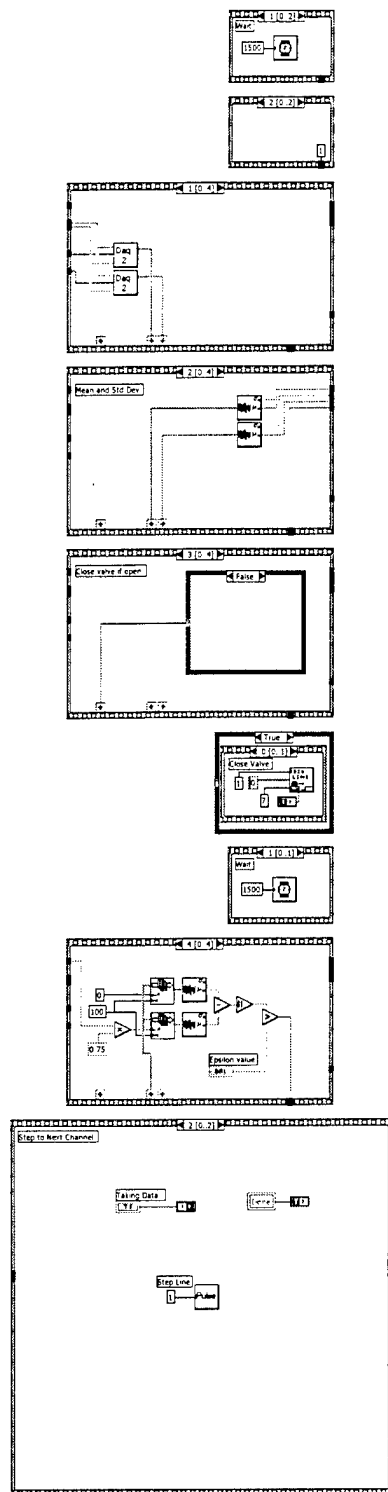 1 [0..2]
Wait
1500
2 [0..2]
1
1 [0..4]
Daq
2
Daq
2
2 [0..4]
Mean and Std Dev
3 [0..4]
Close valve if open
False
True
0 [0..1]
Close Valve
1
0
7
1 [0..1]
Wait
1500
4 [0..4]
0
100
0.75
Epsilon value
2 [0..2]
Step to Next Channel
Taking Data
Step Line
1
Pulse